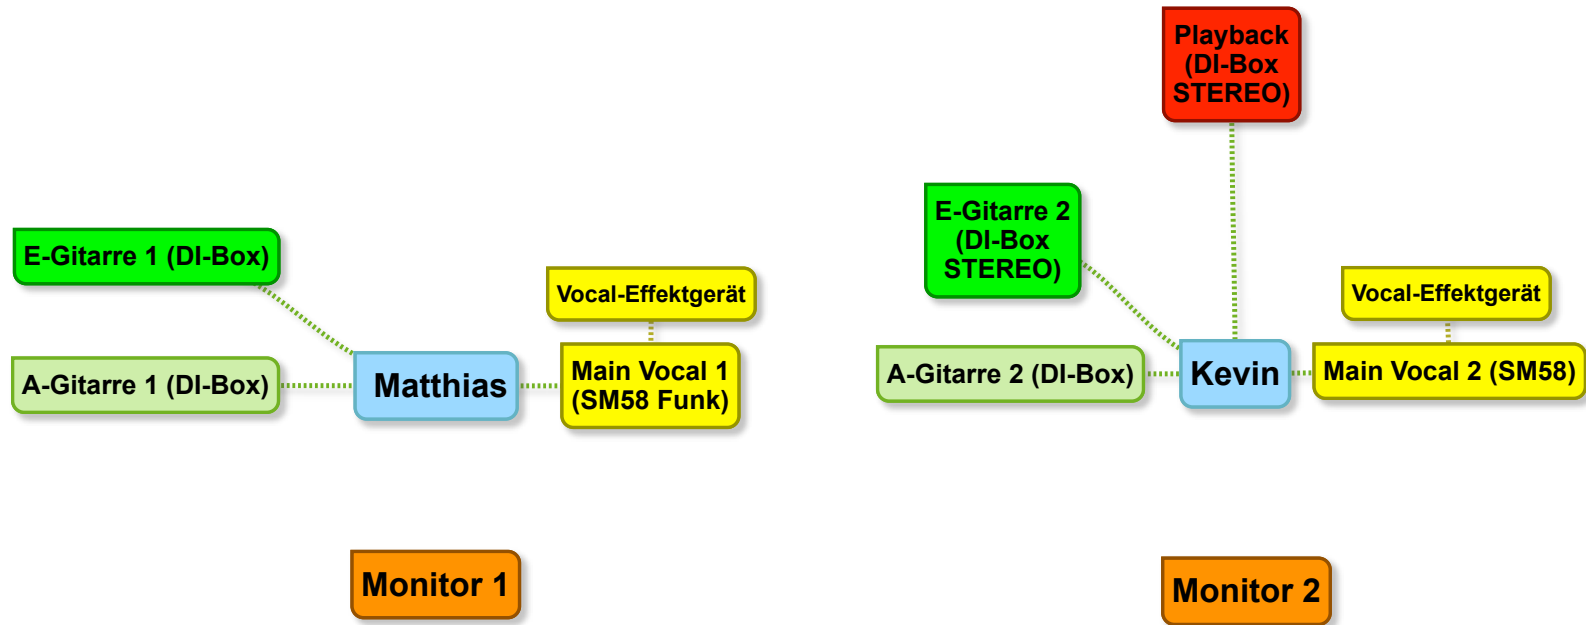 Playback
(DI-Box
STEREO)
E-Gitarre 1 (DI-Box)
E-Gitarre 2
(DI-Box
STEREO)
Vocal-Effektgerät
Vocal-Effektgerät
A-Gitarre 1 (DI-Box)
Matthias
Main Vocal 1
(SM58 Funk)
A-Gitarre 2 (DI-Box)
Kevin
Main Vocal 2 (SM58)
Monitor 1
Monitor 2